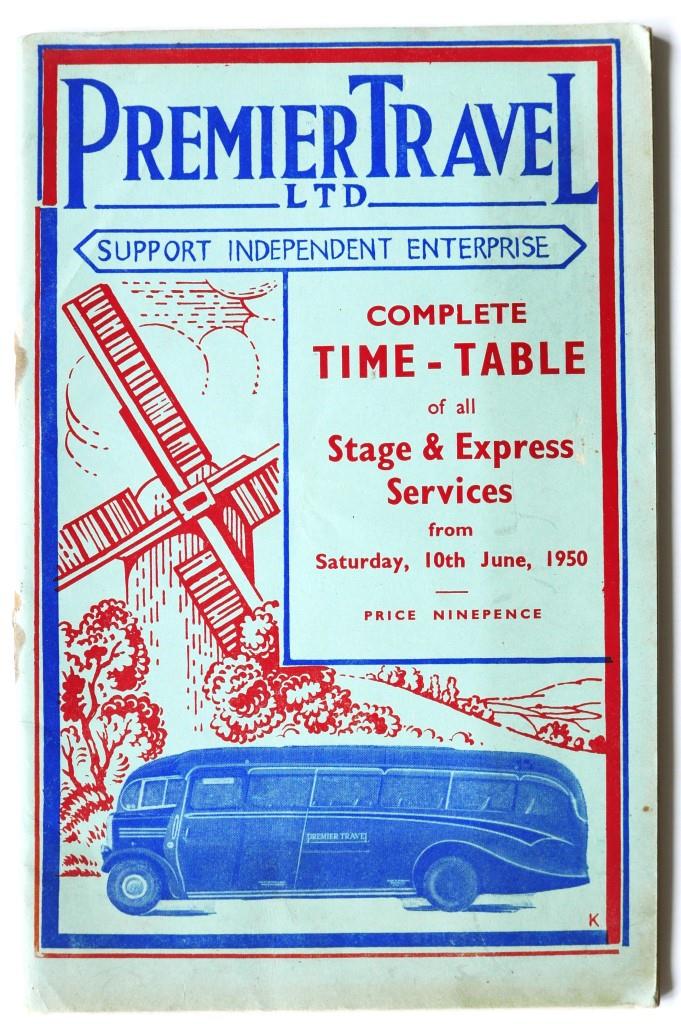 PREMIER TRAVEL
LTD
SUPPORT INDEPENDENT ENTERPRISE
COMPLETE
TIME - TABLE
of all
Stage & Express
Services
from
Saturday, 10th June, 1950
PRICE NINEPENCE
PREMIER TRAVEL
K